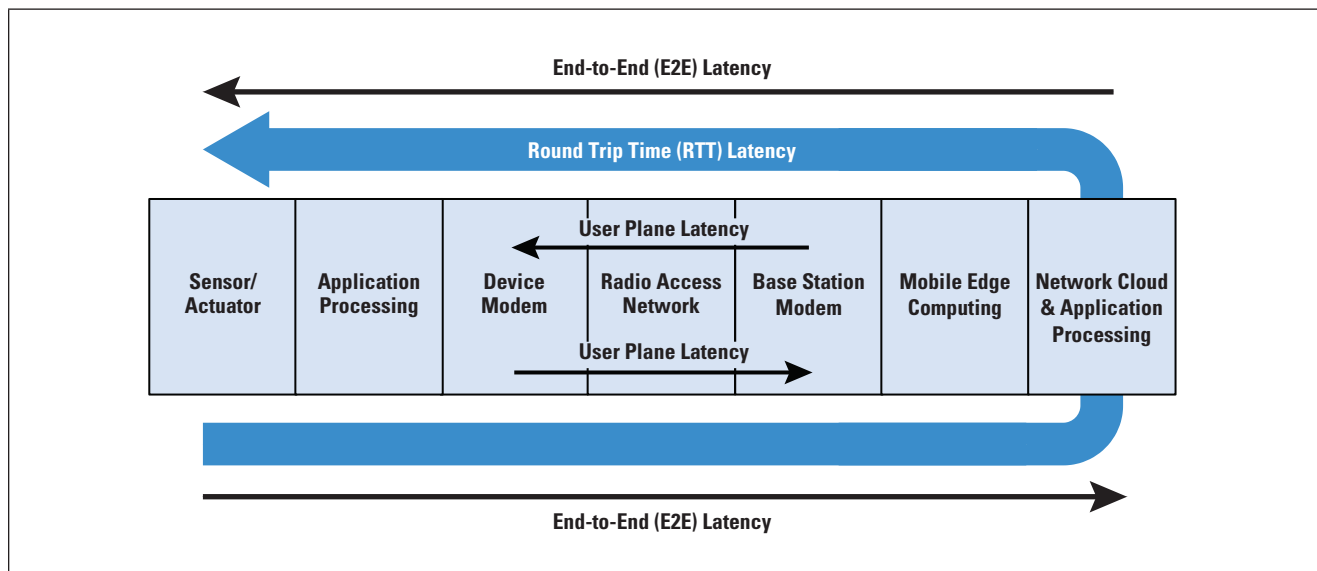 End-to-End (E2E) Latency
Round Trip Time (RTT) Latency
User Plane Latency
Sensor/
Actuator
Application
Processing
Device
Modem
Radio Access
Network
Base Station
Modem
Mobile Edge
Computing
Network Cloud
& Application
Processing
User Plane Latency
End-to-End (E2E) Latency